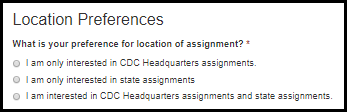 Location Preferences
What is your preference for location of assignment? *
I am only interested in CDC Headquarters assignments.
I am only interested in state assignments
I am interested in CDC Headquarters assignments and state assignments.